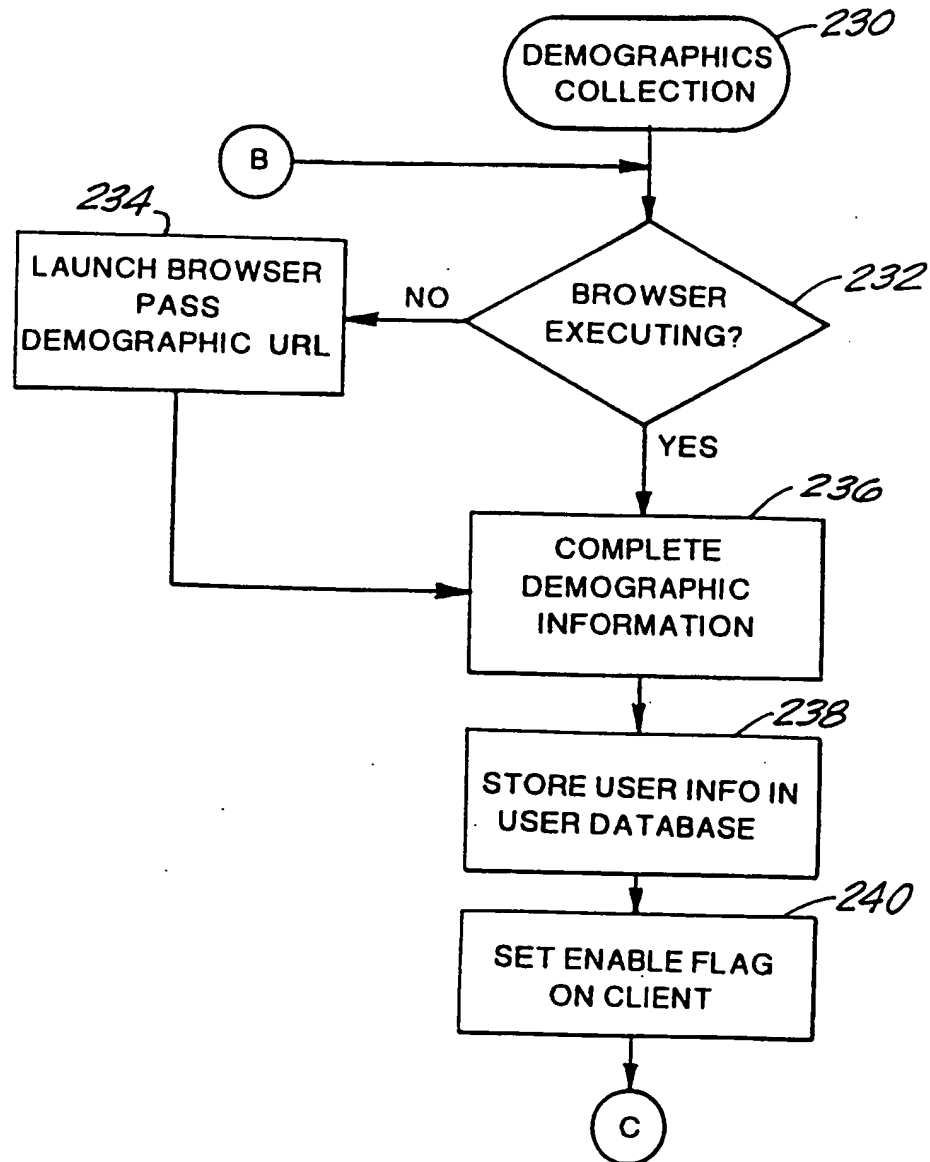 230
DEMOGRAPHICS
COLLECTION
B
234
LAUNCH BROWSER
PASS
DEMOGRAPHIC URL
NO
BROWSER
EXECUTING?
232
YES
236
COMPLETE
DEMOGRAPHIC
INFORMATION
238
STORE USER INFO IN
USER DATABASE
240
SET ENABLE FLAG
ON CLIENT
C